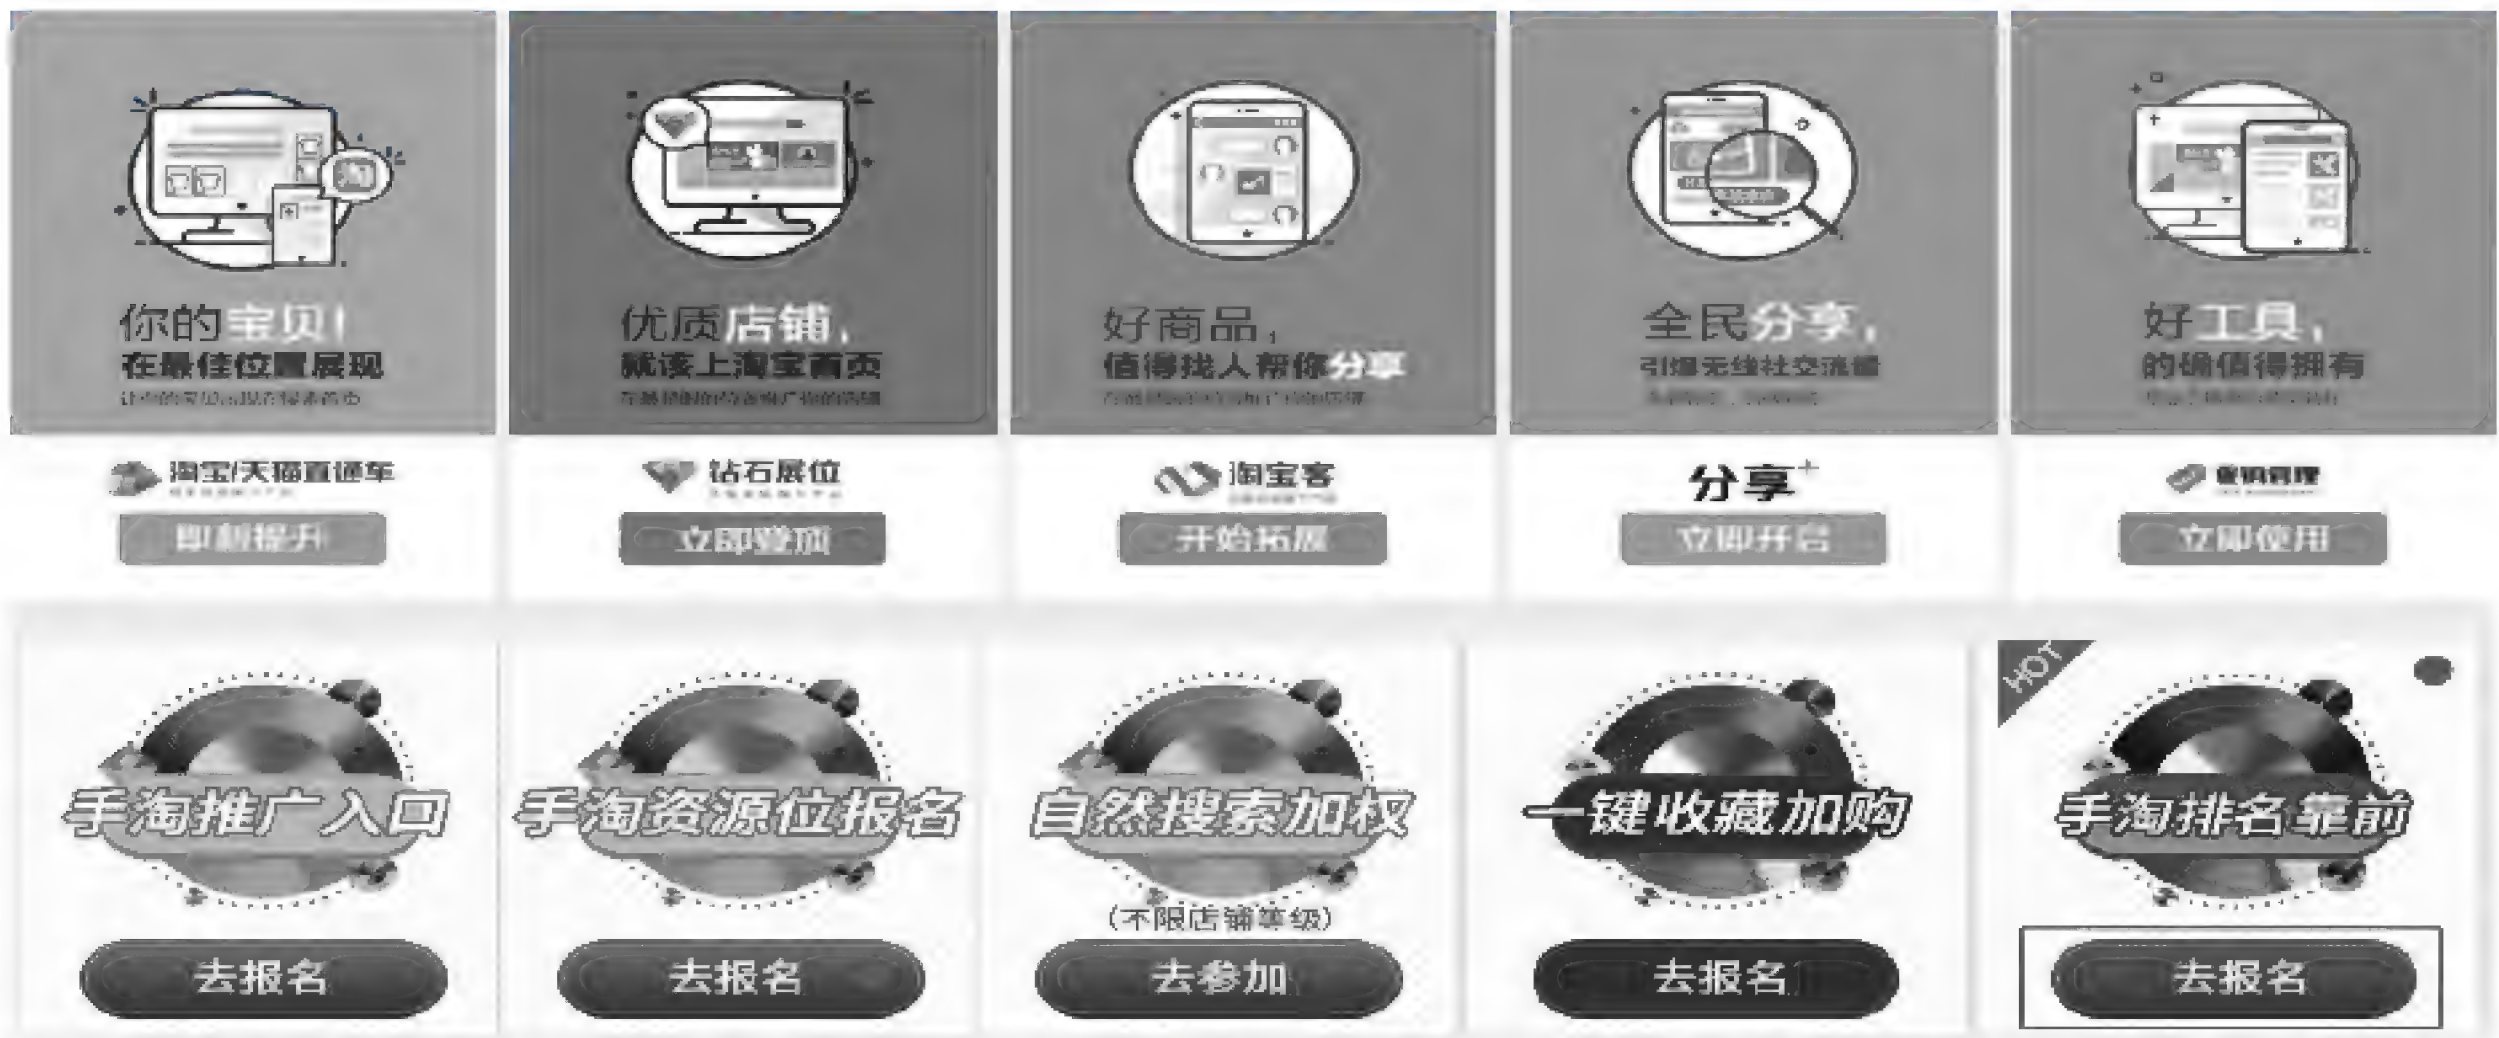 你的宝贝!
在最佳位置展现
淘宝/天猫直通车
即刻提升
优质店铺,
就该上淘宝首页
钻石展位
立即登顶
好商品,
值得找人帮你分享
淘宝客
开始拓展
全民分享,
引爆无线社交流量
分享+
立即开启
好工具,
的确值得拥有
立即使用
手淘推广入口
去报名
手淘资源位报名
去报名
自然搜索加权
(不限店铺等级)
去参加
一键收藏加购
去报名
HOT
手淘排名靠前
去报名